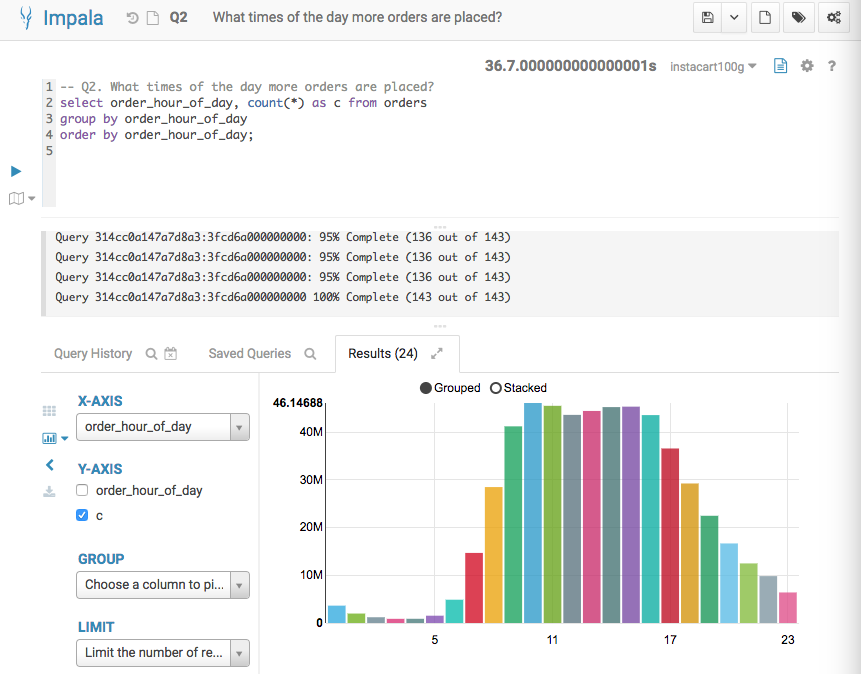 Impala Q2 What times of the day more orders are placed?
36.7.000000000000001s instacart100g ?
1 -- Q2. What times of the day more orders are placed?
2 select order_hour_of_day, count(*) as c from orders
3 group by order_hour_of_day
4 order by order_hour_of_day;
5
Query 314cc0a147a7d8a3:3fcd6a000000000: 95% Complete (136 out of 143)
Query 314cc0a147a7d8a3:3fcd6a000000000: 95% Complete (136 out of 143)
Query 314cc0a147a7d8a3:3fcd6a000000000: 95% Complete (136 out of 143)
Query 314cc0a147a7d8a3:3fcd6a000000000 100% Complete (143 out of 143)
Query History Saved Queries Results (24)
X-AXIS
order_hour_of_day
Y-AXIS
order_hour_of_day
c
GROUP
Choose a column to pi...
LIMIT
Limit the number of re...
Grouped Stacked
46.14688
40M
30M
20M
10M
0
5 11 17 23